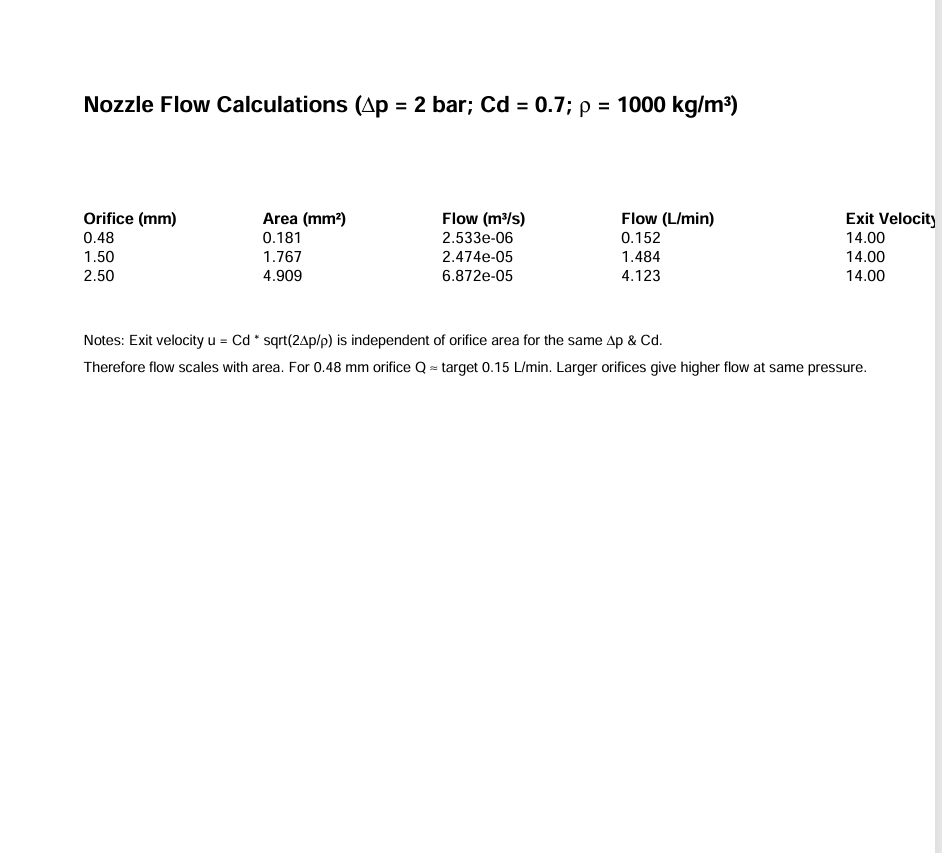 Nozzle Flow Calculations (Δp = 2 bar; Cd = 0.7; ρ = 1000 kg/m³)
Orifice (mm) Area (mm²) Flow (m³/s) Flow (L/min) Exit Velocity
0.48 0.181 2.533e-06 0.152 14.00
1.50 1.767 2.474e-05 1.484 14.00
2.50 4.909 6.872e-05 4.123 14.00
Notes: Exit velocity u = Cd * sqrt(2Δp/ρ) is independent of orifice area for the same Δp & Cd.
Therefore flow scales with area. For 0.48 mm orifice Q ≈ target 0.15 L/min. Larger orifices give higher flow at same pressure.